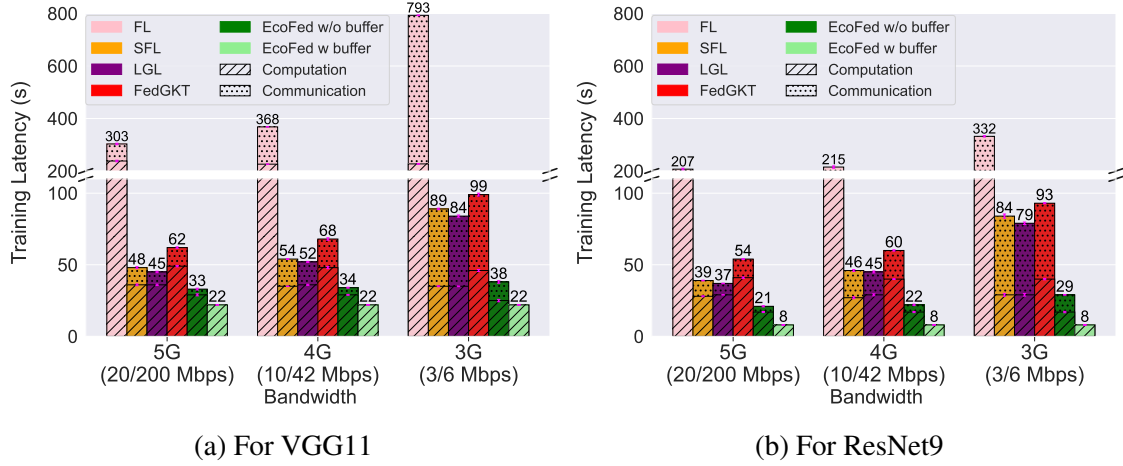 800
600
400
200
100
50
0
Training Latency (s)
FL
SFL
LGL
FedGKT
EcoFed w/o buffer
EcoFed w buffer
Computation
Communication
303
48
45
62
33
22
368
54
52
68
34
22
793
89
84
99
38
22
5G
(20/200 Mbps)
4G
(10/42 Mbps)
3G
(3/6 Mbps)
Bandwidth
(a) For VGG11
800
600
400
200
100
50
0
Training Latency (s)
FL
SFL
LGL
FedGKT
EcoFed w/o buffer
EcoFed w buffer
Computation
Communication
207
39
37
54
21
8
215
46
45
60
22
8
332
84
79
93
29
8
5G
(20/200 Mbps)
4G
(10/42 Mbps)
3G
(3/6 Mbps)
Bandwidth
(b) For ResNet9